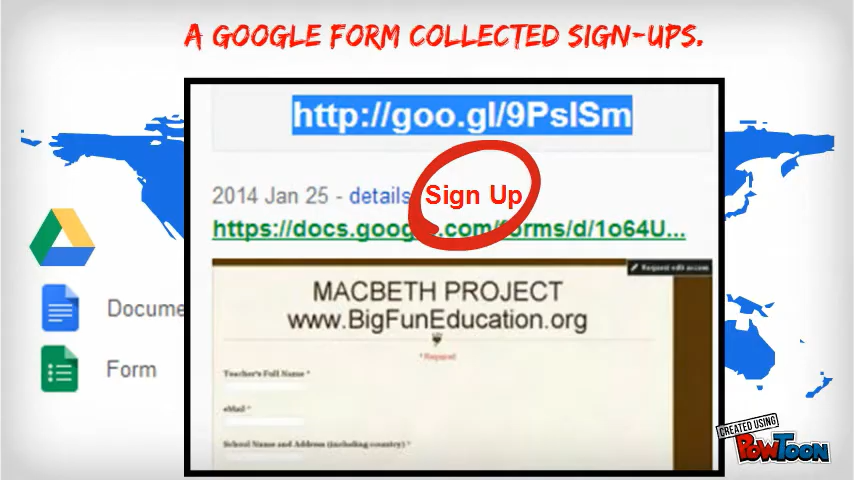 A GOOGLE FORM COLLECTED SIGN-UPS.
http://goo.gl/9PslSm
2014 Jan 25 - details Sign Up
https://docs.google.com/forms/d/1o64U...
Request edit access
MACBETH PROJECT
www.BigFunEducation.org
* Required
Teacher's Full Name *
Docume
eMail *
Form
School Name and Address (including country) *
CREATED USING
POWTOON